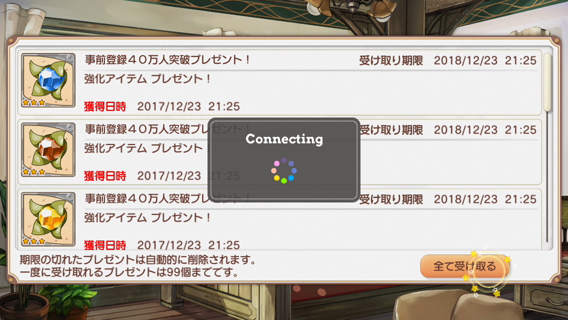 事前登録40万人突破プレゼント！ 受け取り期限 2018/12/23 21:25
強化アイテム プレゼント！
獲得日時 2017/12/23 21:25
事前登録40万人突破プレゼント 受け取り期限 2018/12/23 21:25
強化アイテム プレゼント
獲得日時 2017/12/23 21:25
Connecting
事前登録40万人突破プレゼン 受け取り期限 2018/12/23 21:25
強化アイテム プレゼント！
獲得日時 2017/12/23 21:25
期限の切れたプレゼントは自動的に削除されます。
一度に受け取れるプレゼントは99個までです。
全て受け取る